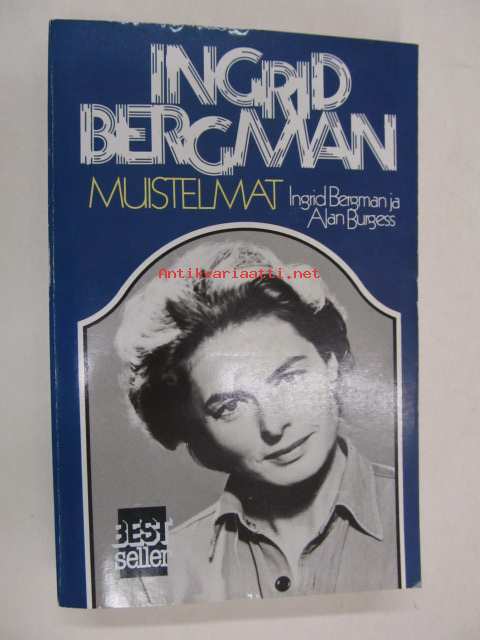 INGRID
BERGMAN
MUISTELMAT Ingrid Bergman ja
Alan Burgess
Antikvariaatti.net
BEST
seller